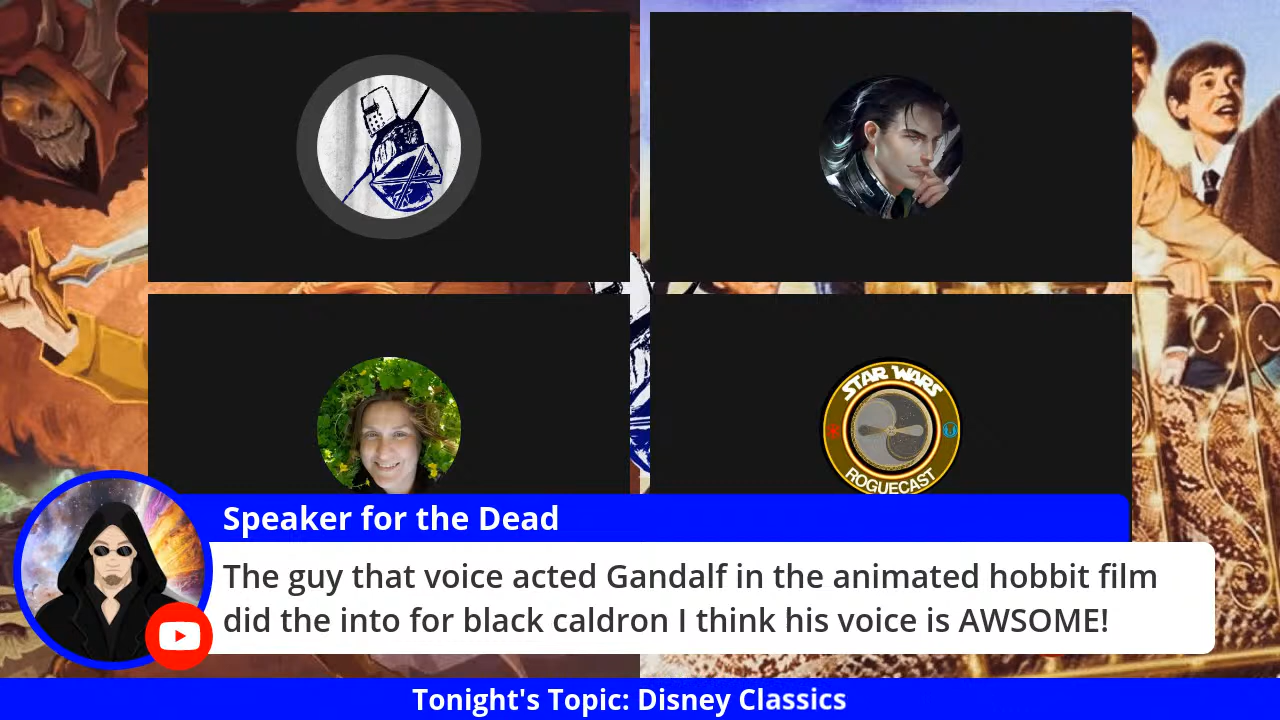 STAR WARS
ROGUECAST
Speaker for the Dead
The guy that voice acted Gandalf in the animated hobbit film
did the into for black caldron I think his voice is AWSOME!
Tonight's Topic: Disney Classics